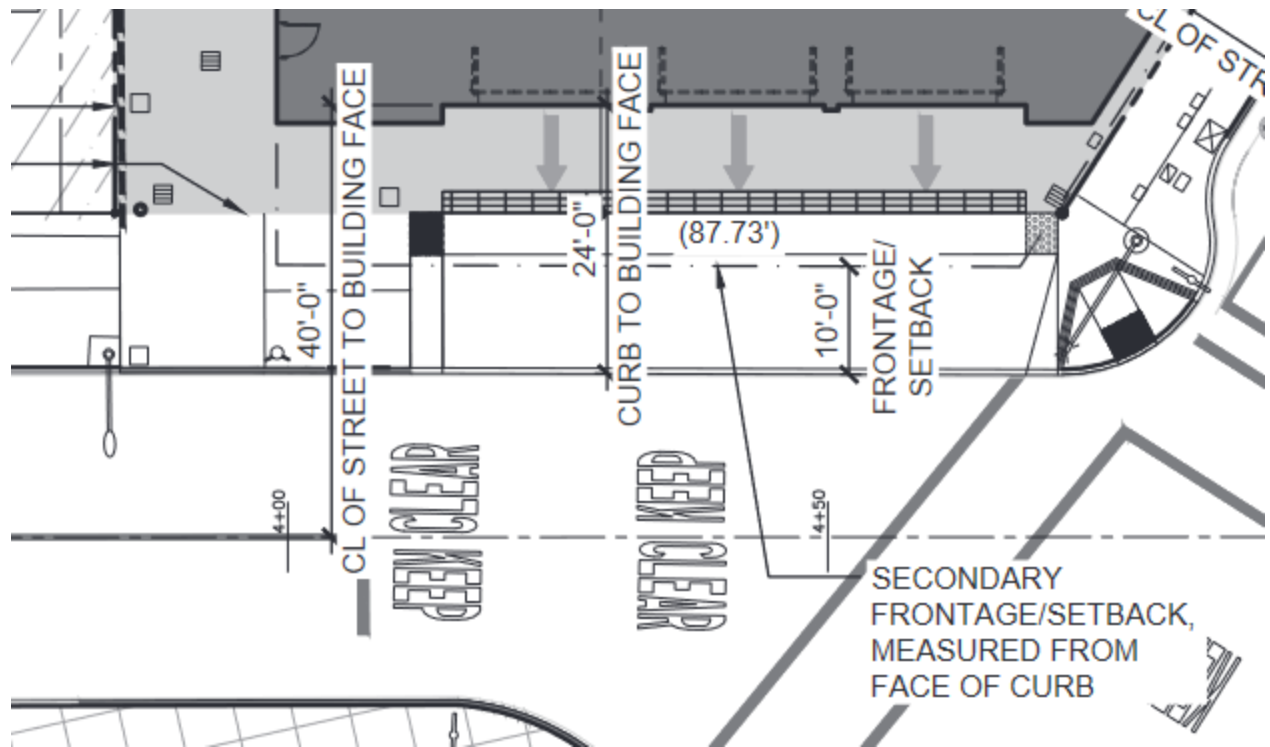 CL OF STR
CL OF STREET TO BUILDING FACE
40'-0"
CURB TO BUILDING FACE
24'-0"
(87.73')
10'-0"
FRONTAGE/
SETBACK
CLEAR
KEEP
KEEP
CLEAR
4+00
4+50
SECONDARY
FRONTAGE/SETBACK,
MEASURED FROM
FACE OF CURB